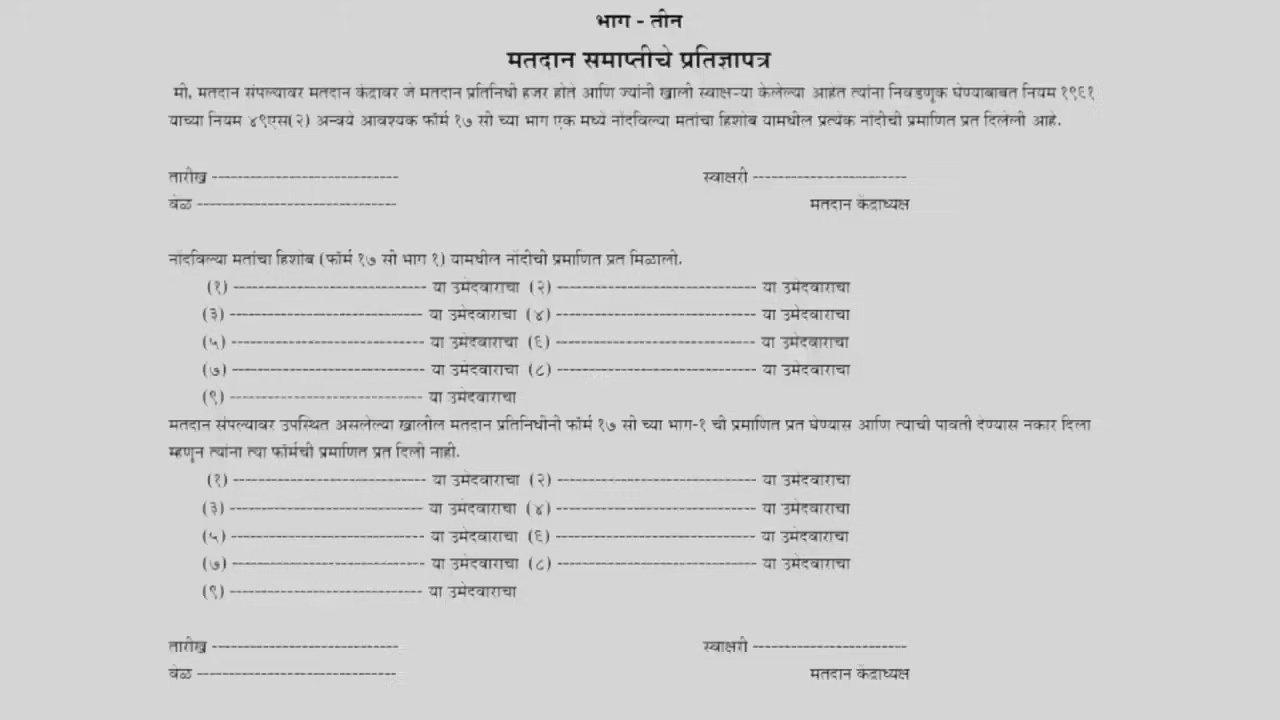 भाग - तीन
मतदान समाप्तीचे प्रतिज्ञापत्र
मी, मतदान संपल्यावर मतदान केंद्रावर जे मतदान प्रतिनिधी हजर होते आणि ज्यांनी खाली स्वाक्षऱ्या केलेल्या आहेत त्यांना निवडणूक घेण्याबाबत नियम १९६१
याच्या नियम ४९एस(२) अन्वये आवश्यक फॉर्म १७ सी च्या भाग एक मध्ये नोंदविल्या मतांचा हिशोब यामधील प्रत्येक नोंदीची प्रमाणित प्रत दिलेली आहे.
तारीख ------------------------------ स्वाक्षरी -------------------------
वेळ -------------------------------- मतदान केंद्राध्यक्ष
नोंदविल्या मतांचा हिशोब (फॉर्म १७ सी भाग १) यामधील नोंदीची प्रमाणित प्रत मिळाली.
(१) ------------------------------- या उमेदवाराचा (२) -------------------------------- या उमेदवाराचा
(३) ------------------------------- या उमेदवाराचा (४) -------------------------------- या उमेदवाराचा
(५) ------------------------------- या उमेदवाराचा (६) -------------------------------- या उमेदवाराचा
(७) ------------------------------- या उमेदवाराचा (८) -------------------------------- या उमेदवाराचा
(९) ------------------------------- या उमेदवाराचा
मतदान संपल्यावर उपस्थित असलेल्या खालील मतदान प्रतिनिधींनी फॉर्म १७ सी च्या भाग-१ ची प्रमाणित प्रत घेण्यास आणि त्याची पावती देण्यास नकार दिला
म्हणून त्यांना त्या फॉर्मची प्रमाणित प्रत दिली नाही.
(१) ------------------------------- या उमेदवाराचा (२) -------------------------------- या उमेदवाराचा
(३) ------------------------------- या उमेदवाराचा (४) -------------------------------- या उमेदवाराचा
(५) ------------------------------- या उमेदवाराचा (६) -------------------------------- या उमेदवाराचा
(७) ------------------------------- या उमेदवाराचा (८) -------------------------------- या उमेदवाराचा
(९) ------------------------------- या उमेदवाराचा
तारीख ------------------------------ स्वाक्षरी -------------------------
वेळ -------------------------------- मतदान केंद्राध्यक्ष